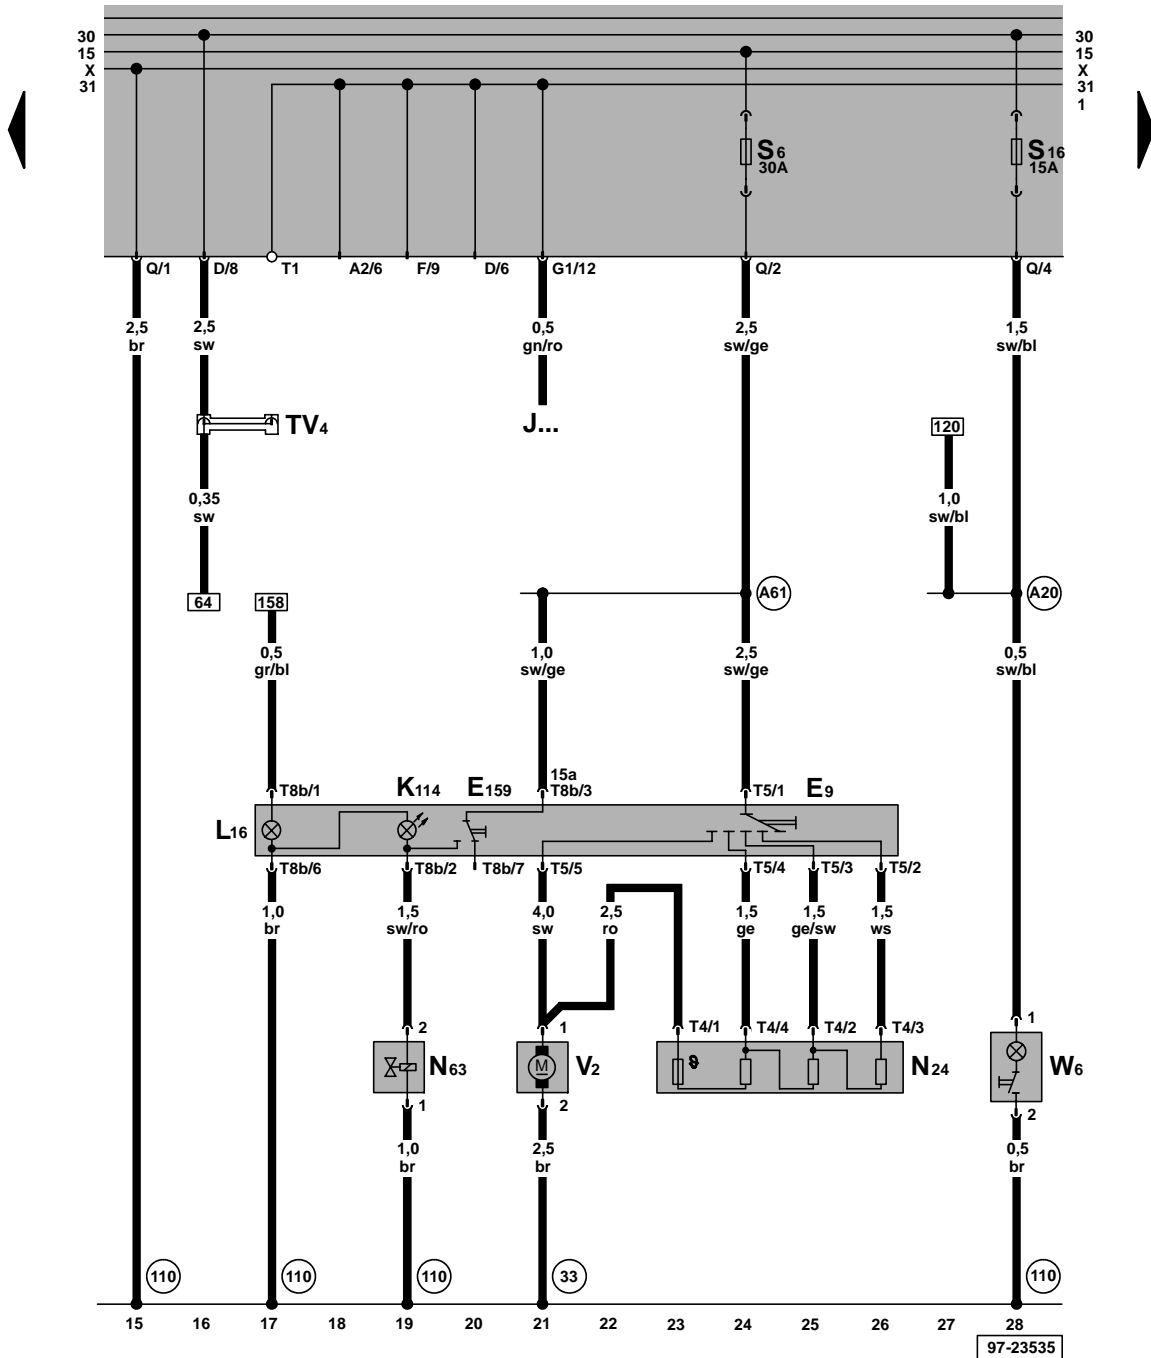 30 30
15 15
X X
31 31
1
S6
30A
S16
15A
Q/1 D/8 T1 A2/6 F/9 D/6 G1/12 Q/2 Q/4
2,5 2,5 0,5 2,5 1,5
br sw gn/ro sw/ge sw/bl
TV4 J... 120
0,35 1,0
sw sw/bl
64 158 A61 A20
0,5 1,0 2,5 0,5
gr/bl sw/ge sw/ge sw/bl
15a
T8b/1 K114 E159 T8b/3 T5/1 E9
L16
T8b/6 T8b/2 T8b/7 T5/5 T5/4 T5/3 T5/2
1,0 1,5 4,0 2,5 1,5 1,5 1,5
br sw/ro sw ro ge ge/sw ws
2 1 T4/1 T4/4 T4/2 T4/3 1
N63 M V2 ϑ N24 W6
1 2 2
1,0 2,5 0,5
br br br
110 110 110 33 110
15 16 17 18 19 20 21 22 23 24 25 26 27 28
97-23535